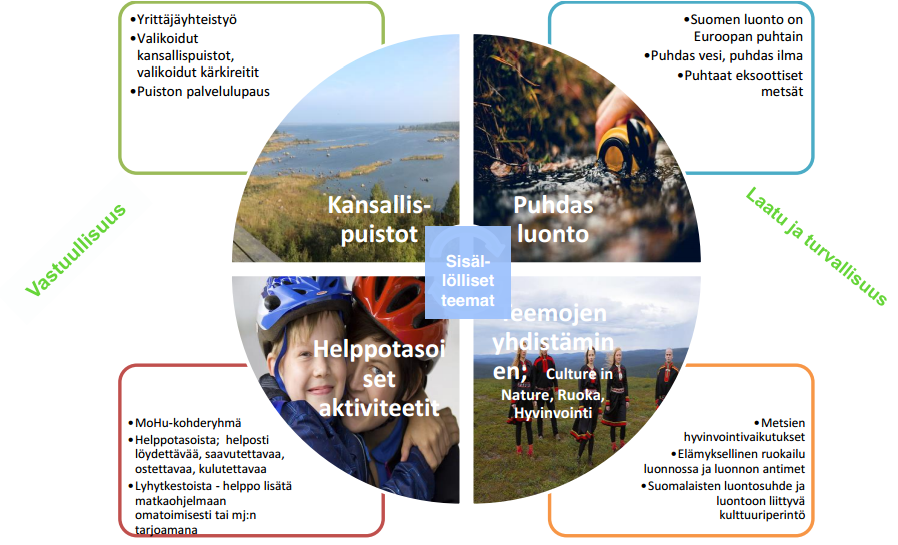 •Yrittäjäyhteistyö
•Valikoidut
kansallispuistot,
valikoidut kärkireitit
•Puiston palvelulupaus
•Suomen luonto on
Euroopan puhtain
•Puhdas vesi, puhdas ilma
•Puhtaat eksoottiset
metsät
Kansallis-
puistot
Puhdas
luonto
Vastuullisuus
Laatu ja turvallisuus
Sisäl-
lölliset
teemat
Helppotasoi
set
aktiviteetit
Teemojen
yhdistämin
en; Culture in
Nature, Ruoka,
Hyvinvointi
•MoHu-kohderyhmä
•Helppotasoista; helposti
löydettävää, saavutettavaa,
ostettavaa, kulutettavaa
•Lyhytkestoista - helppo lisätä
matkaohjelmaan
omatoimisesti tai mj:n
tarjoamana
•Metsien
hyvinvointivaikutukset
•Elämyksellinen ruokailu
luonnossa ja luonnon antimet
•Suomalaisten luontosuhde ja
luontoon liittyvä
kulttuuriperintö